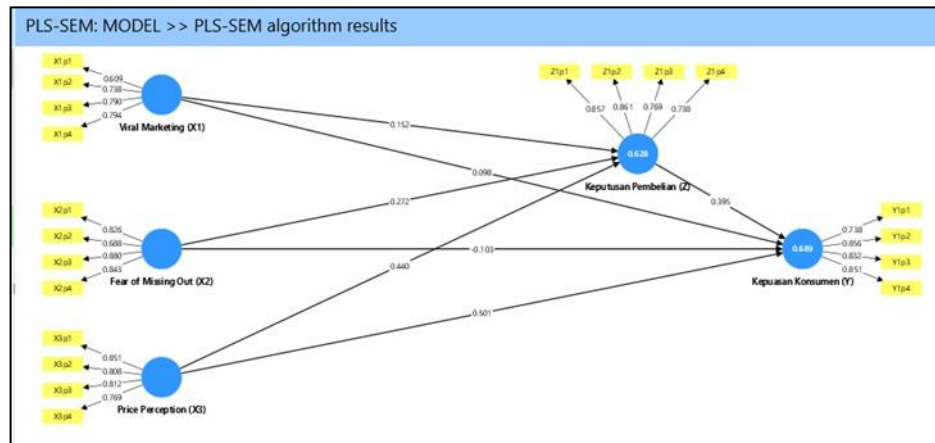 PLS-SEM: MODEL >> PLS-SEM algorithm results
X1p1
X1p2
X1p3
X1p4
0.609
0.738
0.790
0.794
Viral Marketing (X1)
X2p1
X2p2
X2p3
X2p4
0.826
0.688
0.880
0.843
Fear of Missing Out (X2)
X3p1
X3p2
X3p3
X3p4
0.851
0.808
0.812
0.769
Price Perception (X3)
0.152
0.098
0.272
-0.103
0.440
0.501
0.395
Z1p1
Z1p2
Z1p3
Z1p4
0.857
0.861
0.769
0.738
0.628
Keputusan Pembelian (Z)
0.689
Kepuasan Konsumen (Y)
0.738
0.856
0.832
0.851
Y1p1
Y1p2
Y1p3
Y1p4